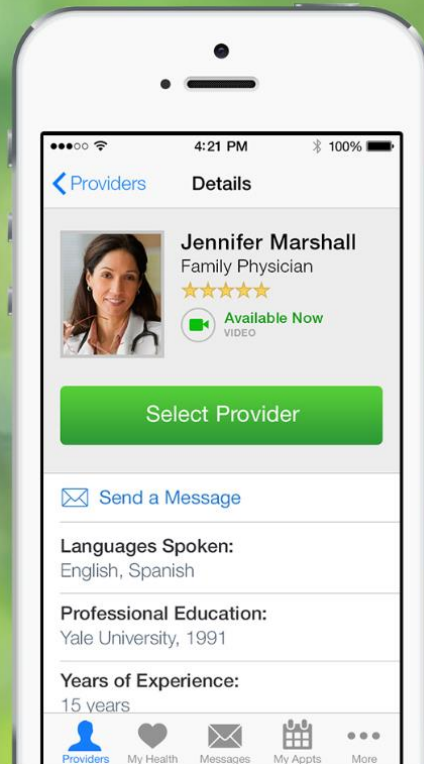 4:21 PM 100%
Providers Details
Jennifer Marshall
Family Physician
Available Now
VIDEO
Select Provider
Send a Message
Languages Spoken:
English, Spanish
Professional Education:
Yale University, 1991
Years of Experience:
15 years
Providers My Health Messages My Appts More